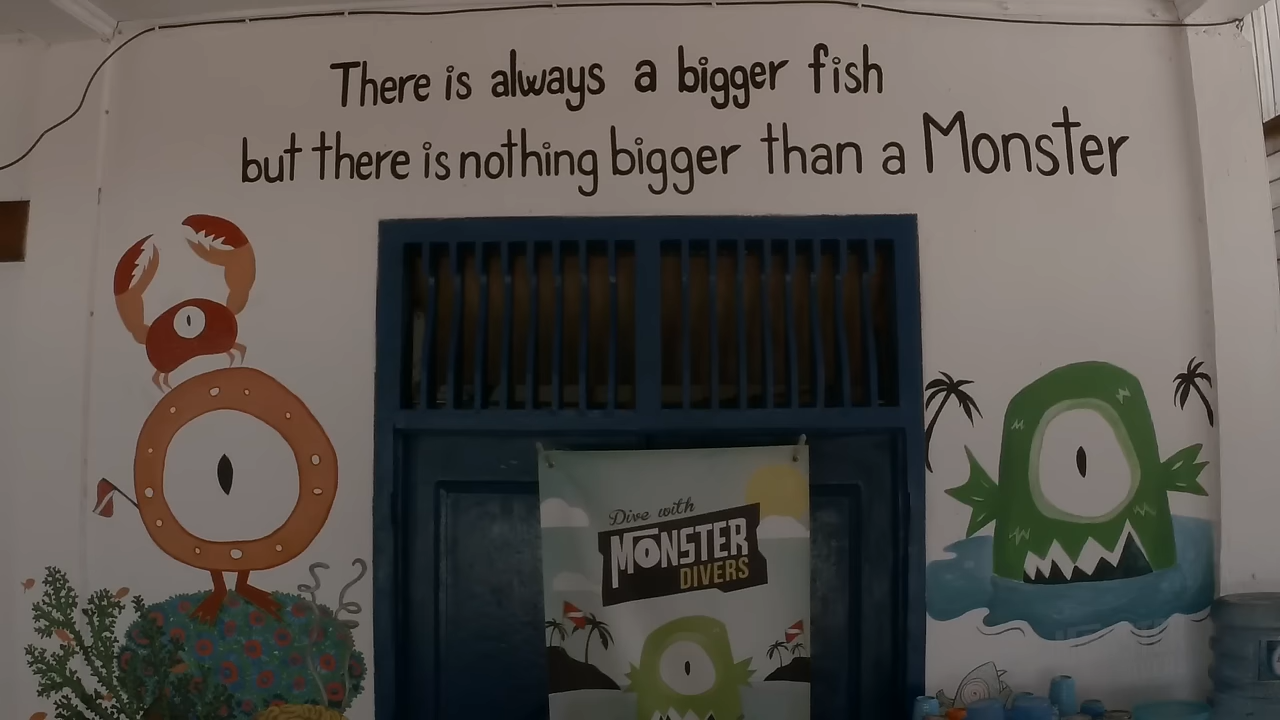 There is always a bigger fish
but there is nothing bigger than a Monster
Dive with
MONSTER
DIVERS